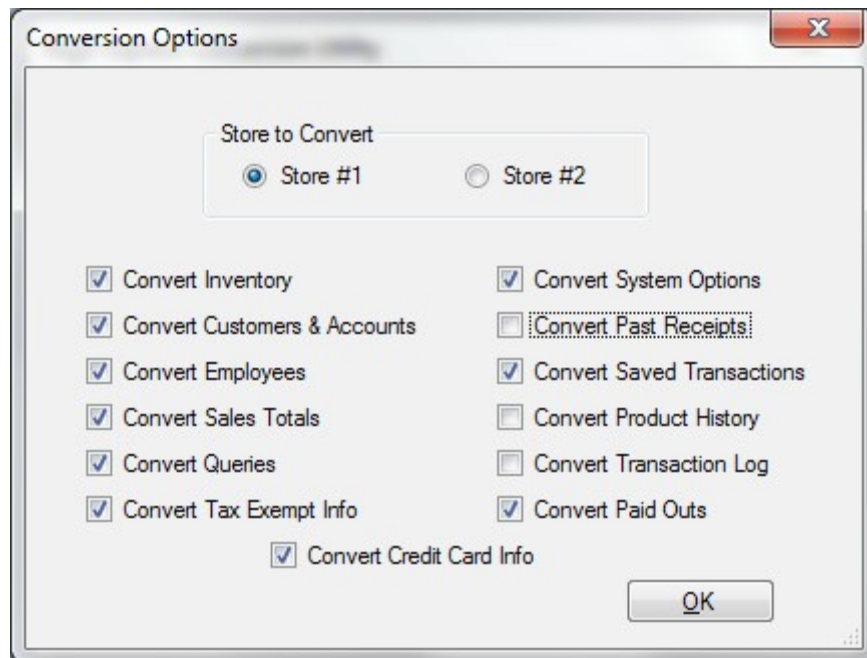 Conversion Options
Store to Convert
Store #1 Store #2
Convert Inventory Convert System Options
Convert Customers & Accounts Convert Past Receipts
Convert Employees Convert Saved Transactions
Convert Sales Totals Convert Product History
Convert Queries Convert Transaction Log
Convert Tax Exempt Info Convert Paid Outs
Convert Credit Card Info
OK